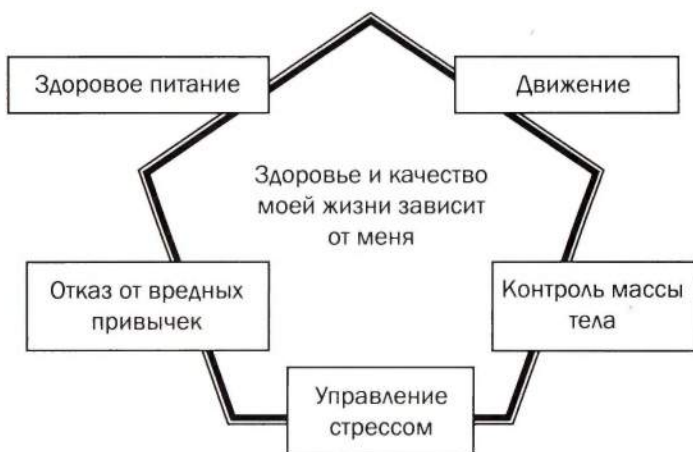 Здоровое питание
Движение
Здоровье и качество
моей жизни зависит
от меня
Отказ от вредных
привычек
Контроль массы
тела
Управление
стрессом